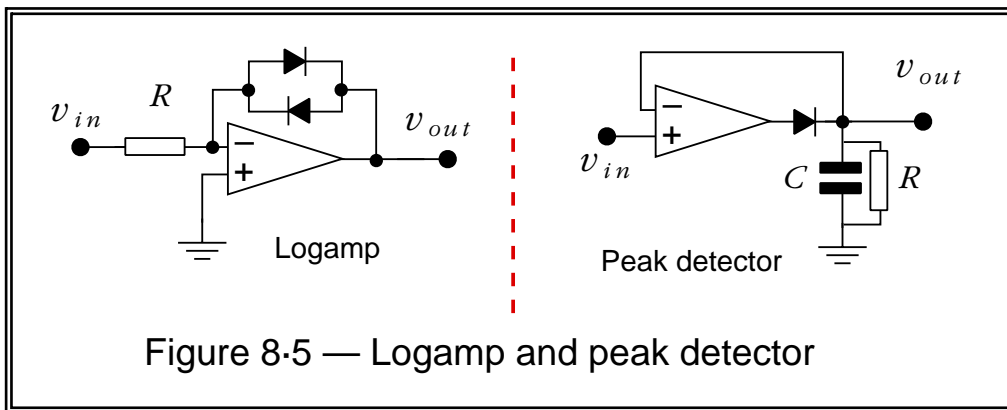 R
v in
v out
−
+
Logamp
v out
−
+
v in
C
R
Peak detector
Figure 8·5 — Logamp and peak detector